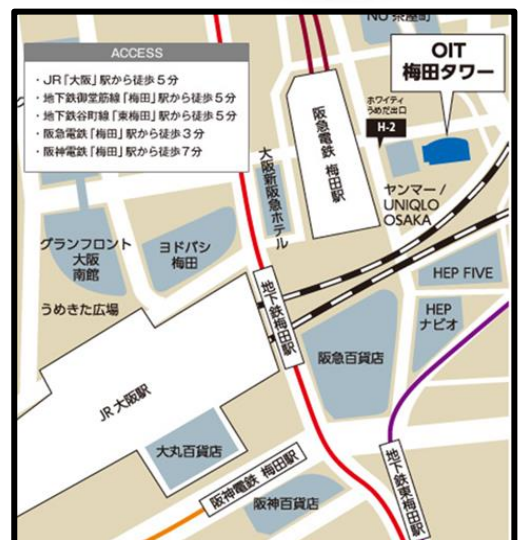 NU 茶屋町
ACCESS
・JR「大阪」駅から徒歩5分
・地下鉄御堂筋線「梅田」駅から徒歩5分
・地下鉄谷町線「東梅田」駅から徒歩5分
・阪急電鉄「梅田」駅から徒歩3分
・阪神電鉄「梅田」駅から徒歩7分
OIT
梅田タワー
ホワイティ
うめだ出口
H-2
阪急電鉄 梅田駅
大阪新阪急ホテル
ヤンマー /
UNIQLO
OSAKA
グランフロント
大阪
南館
ヨドバシ
梅田
HEP FIVE
うめきた広場
地下鉄梅田駅
HEP
ナビオ
阪急百貨店
JR 大阪駅
大丸百貨店
阪神電鉄 梅田駅
阪神百貨店
地下鉄東梅田駅